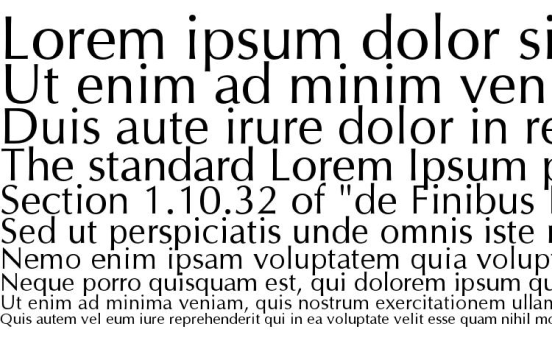 Lorem ipsum dolor si
Ut enim ad minim ven
Duis aute irure dolor in re
The standard Lorem Ipsum p
Section 1.10.32 of "de Finibus
Sed ut perspiciatis unde omnis iste
Nemo enim ipsam voluptatem quia volup
Neque porro quisquam est, qui dolorem ipsum qu
Ut enim ad minima veniam, quis nostrum exercitationem ullam
Quis autem vel eum iure reprehenderit qui in ea voluptate velit esse quam nihil mo